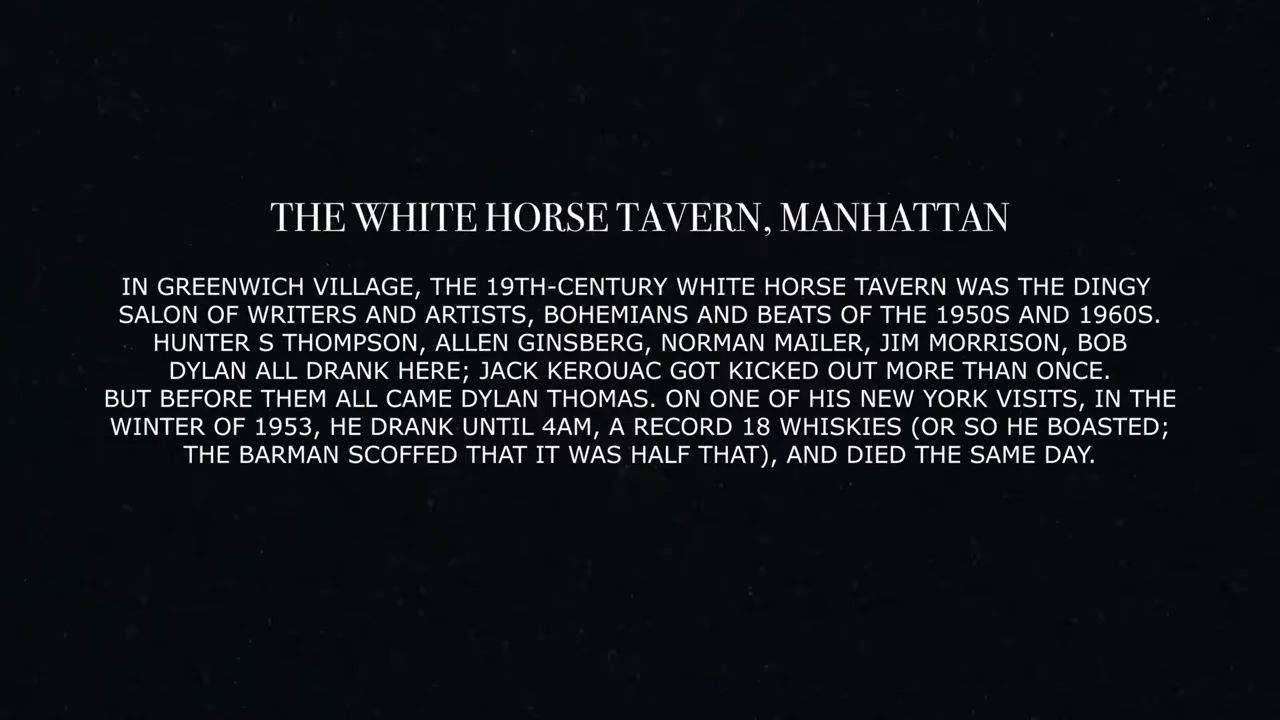 THE WHITE HORSE TAVERN, MANHATTAN
IN GREENWICH VILLAGE, THE 19TH-CENTURY WHITE HORSE TAVERN WAS THE DINGY
SALON OF WRITERS AND ARTISTS, BOHEMIANS AND BEATS OF THE 1950S AND 1960S.
HUNTER S THOMPSON, ALLEN GINSBERG, NORMAN MAILER, JIM MORRISON, BOB
DYLAN ALL DRANK HERE; JACK KEROUAC GOT KICKED OUT MORE THAN ONCE.
BUT BEFORE THEM ALL CAME DYLAN THOMAS. ON ONE OF HIS NEW YORK VISITS, IN THE
WINTER OF 1953, HE DRANK UNTIL 4AM, A RECORD 18 WHISKIES (OR SO HE BOASTED;
THE BARMAN SCOFFED THAT IT WAS HALF THAT), AND DIED THE SAME DAY.